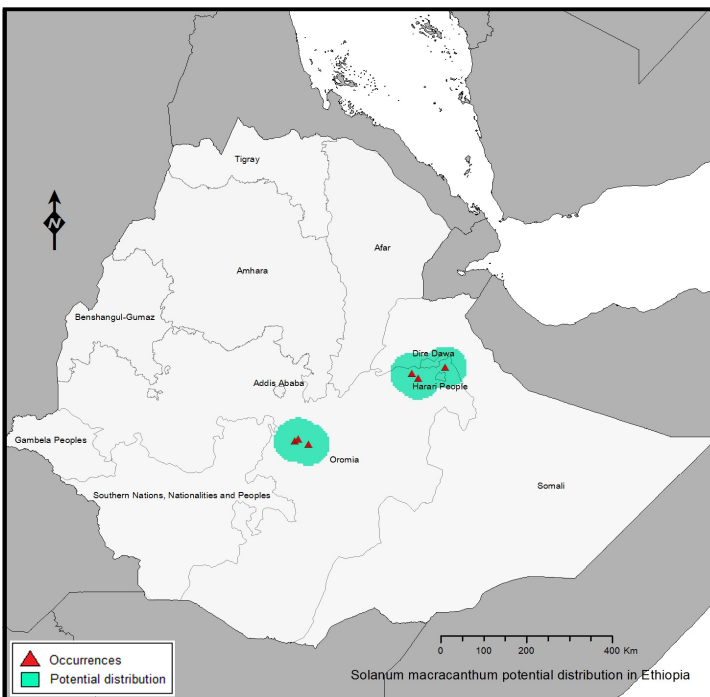 Tigray
Afar
Amhara
N
Benshangul-Gumaz
Dire Dawa
Addis Ababa
Harari People
Gambela Peoples
Oromia
Southern Nations, Nationalities and Peoples
Somali
0 100 200 400 Km
Occurrences
Potential distribution
Solanum macracanthum potential distribution in Ethiopia